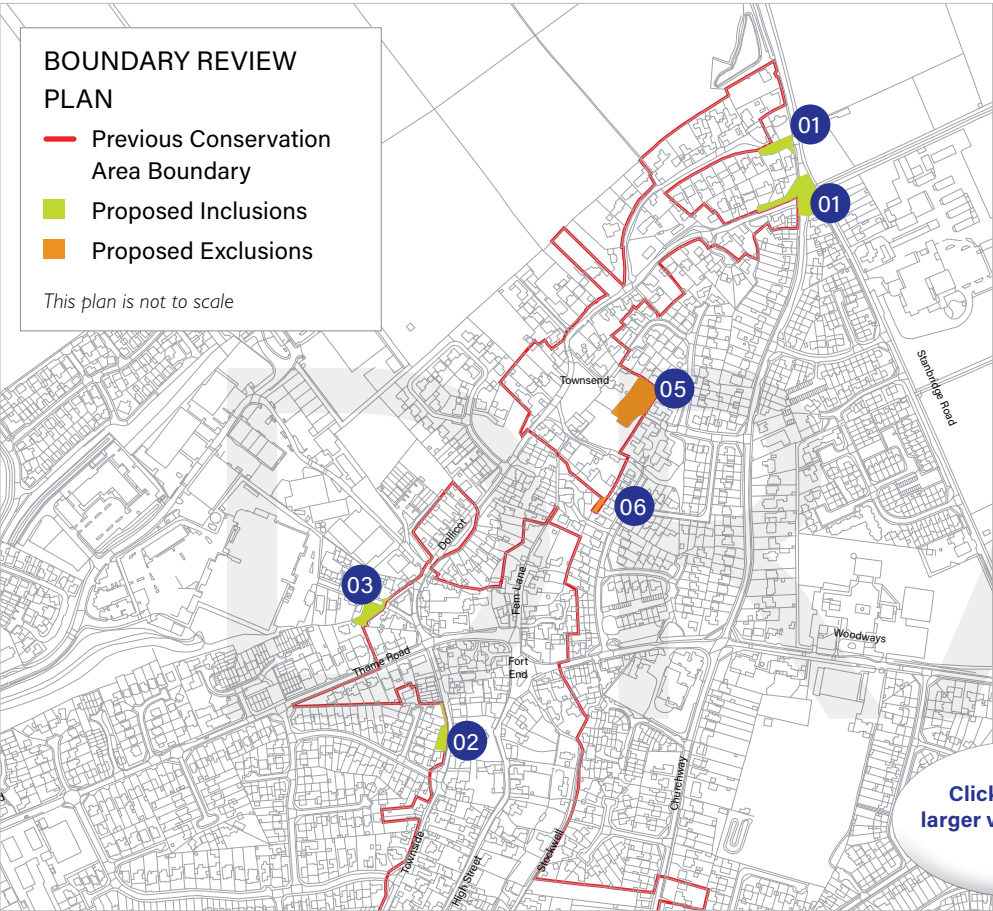 BOUNDARY REVIEW
PLAN
Previous Conservation
Area Boundary
Proposed Inclusions
Proposed Exclusions
This plan is not to scale
01
01
Stanbridge Road
Townsend
05
06
Dollicot
Fern Lane
03
Thame Road
Fort
End
Woodways
02
Churchway
Townside
High Street
Stockwell
Click
larger v